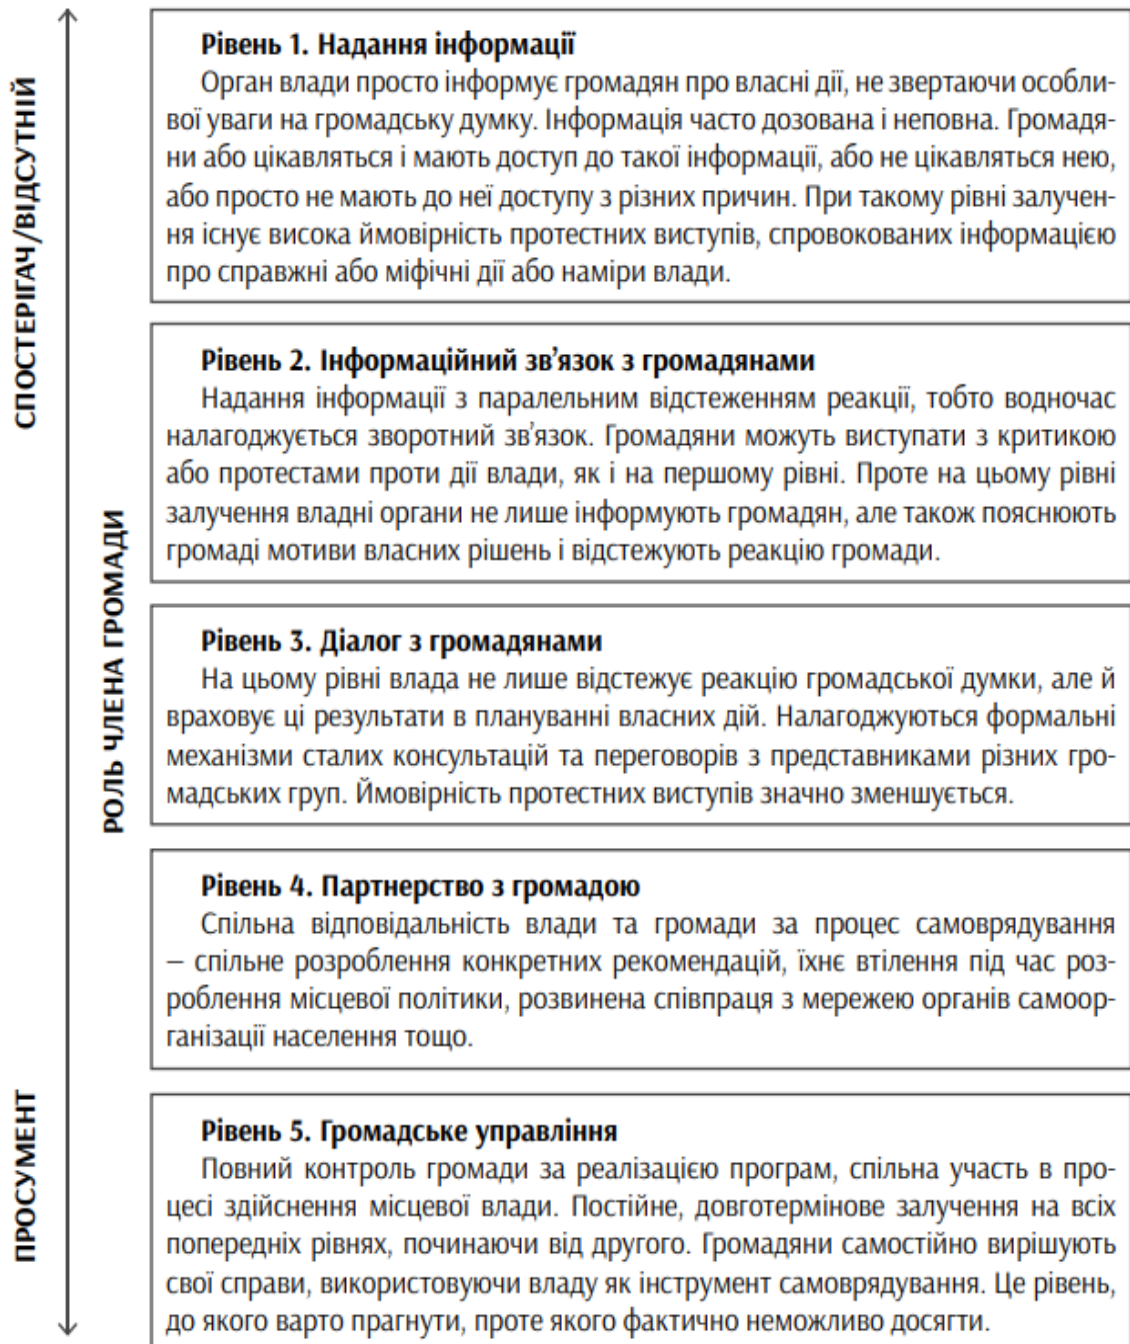 СПОСТЕРІГАЧ/ВІДСУТНІЙ
РОЛЬ ЧЛЕНА ГРОМАДИ
ПРОСУМЕНТ
Рівень 1. Надання інформації
Орган влади просто інформує громадян про власні дії, не звертаючи особли-
вої уваги на громадську думку. Інформація часто дозована і неповна. Громадя-
ни або цікавляться і мають доступ до такої інформації, або не цікавляться нею,
або просто не мають до неї доступу з різних причин. При такому рівні залучен-
ня існує висока ймовірність протестних виступів, спровокованих інформацією
про справжні або міфічні дії або наміри влади.
Рівень 2. Інформаційний зв’язок з громадянами
Надання інформації з паралельним відстеженням реакції, тобто водночас
налагоджується зворотний зв’язок. Громадяни можуть виступати з критикою
або протестами проти дії влади, як і на першому рівні. Проте на цьому рівні
залучення владні органи не лише інформують громадян, але також пояснюють
громаді мотиви власних рішень і відстежують реакцію громади.
Рівень 3. Діалог з громадянами
На цьому рівні влада не лише відстежує реакцію громадської думки, але й
враховує ці результати в плануванні власних дій. Налагоджуються формальні
механізми сталих консультацій та переговорів з представниками різних гро-
мадських груп. Ймовірність протестних виступів значно зменшується.
Рівень 4. Партнерство з громадою
Спільна відповідальність влади та громади за процес самоврядування
– спільне розроблення конкретних рекомендацій, їхнє втілення під час роз-
роблення місцевої політики, розвинена співпраця з мережею органів самоор-
ганізації населення тощо.
Рівень 5. Громадське управління
Повний контроль громади за реалізацією програм, спільна участь в про-
цесі здійснення місцевої влади. Постійне, довготермінове залучення на всіх
попередніх рівнях, починаючи від другого. Громадяни самостійно вирішують
свої справи, використовуючи владу як інструмент самоврядування. Це рівень,
до якого варто прагнути, проте якого фактично неможливо досягти.